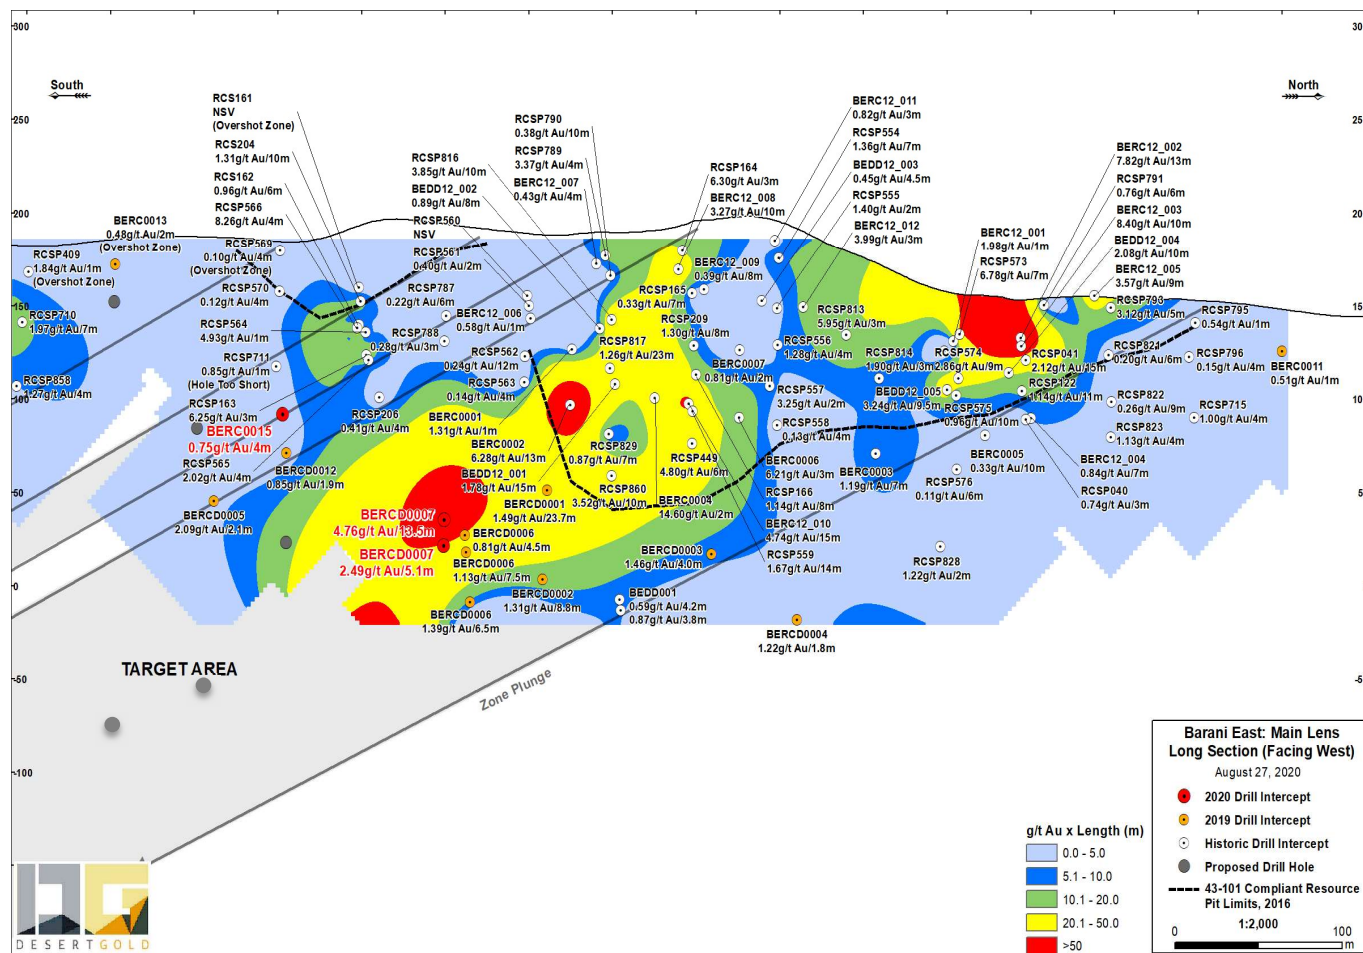 300
250
200
150
100
50
0
-50
-100
30
25
20
15
10
50
0
-5
South
North
RCS161
NSV
(Overshot Zone)
RCS204
1.31g/t Au/10m
RCS162
0.96g/t Au/6m
RCSP566
8.26g/t Au/4m
BERC0013
0.48g/t Au/2m
(Overshot Zone)
RCSP409
1.84g/t Au/1m
(Overshot Zone)
RCSP569
0.10g/t Au/4m
(Overshot Zone)
RCSP570
0.12g/t Au/4m
RCSP710
1.97g/t Au/7m
RCSP564
4.93g/t Au/1m
RCSP711
0.85g/t Au/1m
(Hole Too Short)
RCSP858
1.27g/t Au/4m
RCSP163
6.25g/t Au/3m
BERC0015
0.75g/t Au/4m
RCSP565
2.02g/t Au/4m
BERCD0012
0.85g/t Au/1.9m
BERCD0005
2.09g/t Au/2.1m
RCSP790
0.38g/t Au/10m
RCSP789
3.37g/t Au/4m
BERC12_007
0.43g/t Au/4m
RCSP816
3.85g/t Au/10m
BEDD12_002
0.89g/t Au/8m
RCSP560
NSV
RCSP561
0.40g/t Au/2m
RCSP787
0.22g/t Au/6m
BERC12_006
0.58g/t Au/1m
RCSP788
0.28g/t Au/3m
RCSP562
0.24g/t Au/12m
RCSP563
0.14g/t Au/4m
RCSP206
0.41g/t Au/4m
BERC0001
1.31g/t Au/1m
BERC0002
6.28g/t Au/13m
BEDD12_001
1.78g/t Au/15m
BERCD0001
1.49g/t Au/23.7m
BERCD0007
4.76g/t Au/13.5m
BERCD0007
2.49g/t Au/5.1m
BERCD0006
0.81g/t Au/4.5m
BERCD0006
1.13g/t Au/7.5m
BERCD0002
1.31g/t Au/8.8m
BERCD0006
1.39g/t Au/6.5m
BEDD001
0.59g/t Au/4.2m
0.87g/t Au/3.8m
BERCD0003
1.46g/t Au/4.0m
BERCD0004
1.22g/t Au/1.8m
RCSP164
6.30g/t Au/3m
BERC12_008
3.27g/t Au/10m
BERC12_009
0.39g/t Au/8m
RCSP165
0.33g/t Au/7m
RCSP209
1.30g/t Au/8m
RCSP817
1.26g/t Au/23m
BERC0007
0.81g/t Au/2m
RCSP829
0.87g/t Au/7m
RCSP860
3.52g/t Au/10m
RCSP449
4.80g/t Au/6m
BERC0004
14.60g/t Au/2m
BERC12_011
0.82g/t Au/3m
RCSP554
1.36g/t Au/7m
BEDD12_003
0.45g/t Au/4.5m
RCSP555
1.40g/t Au/2m
BERC12_012
3.99g/t Au/3m
RCSP813
5.95g/t Au/3m
RCSP556
1.28g/t Au/4m
RCSP814
1.90g/t Au/3m
RCSP557
3.25g/t Au/2m
RCSP558
0.13g/t Au/4m
BERC0006
6.21g/t Au/3m
RCSP166
1.14g/t Au/8m
BERC12_010
4.74g/t Au/15m
RCSP559
1.67g/t Au/14m
BERC0003
1.19g/t Au/7m
BERC12_001
1.98g/t Au/1m
RCSP573
6.78g/t Au/7m
RCSP574
2.86g/t Au/9m
BEDD12_005
3.24g/t Au/9.5m
RCSP575
0.96g/t Au/10m
BERC0005
0.33g/t Au/10m
RCSP576
0.11g/t Au/6m
RCSP828
1.22g/t Au/2m
BERC12_002
7.82g/t Au/13m
RCSP791
0.76g/t Au/6m
BERC12_003
8.40g/t Au/10m
BEDD12_004
2.08g/t Au/10m
BERC12_005
3.57g/t Au/9m
RCSP793
3.12g/t Au/5m
RCSP795
0.54g/t Au/1m
RCSP821
0.20g/t Au/6m
RCSP796
0.15g/t Au/4m
BERC0011
0.51g/t Au/1m
RCSP041
2.12g/t Au/15m
RCSP122
1.14g/t Au/11m
RCSP822
0.26g/t Au/9m
RCSP715
1.00g/t Au/4m
RCSP823
1.13g/t Au/4m
BERC12_004
0.84g/t Au/7m
RCSP040
0.74g/t Au/3m
TARGET AREA
Zone Plunge
DESERTGOLD
g/t Au x Length (m)
0.0 - 5.0
5.1 - 10.0
10.1 - 20.0
20.1 - 50.0
>50
Barani East: Main Lens
Long Section (Facing West)
August 27, 2020
2020 Drill Intercept
2019 Drill Intercept
Historic Drill Intercept
Proposed Drill Hole
43-101 Compliant Resource
Pit Limits, 2016
1:2,000
0 100
m